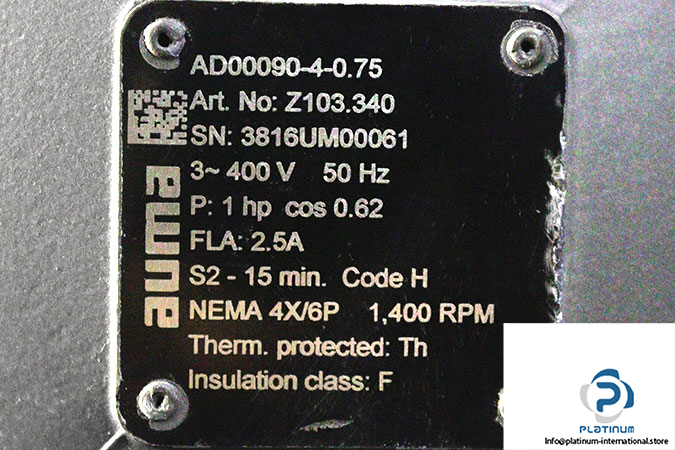 AD00090-4-0.75
Art. No: Z103.340
SN: 3816UM00061
3~ 400 V 50 Hz
P: 1 hp cos 0.62
FLA: 2.5A
S2 - 15 min. Code H
NEMA 4X/6P 1,400 RPM
Therm. protected: Th
Insulation class: F
auma
PLATINUM
Info@platinum-international.store